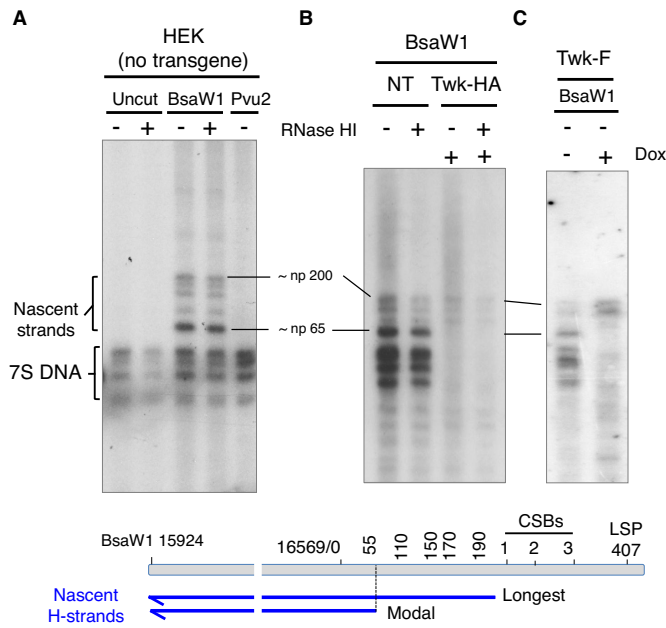 A
HEK
(no transgene)
Uncut BsaW1 Pvu2
- + - + -
Nascent
strands
7S DNA
~ np 200
~ np 65
B
BsaW1
NT Twk-HA
RNase HI - + - +
+ +
C
Twk-F
BsaW1
- -
- + Dox
BsaW1 15924
16569/0
55
110
150
170
190
CSBs
1 2 3
LSP
407
Nascent
H-strands
Longest
Modal